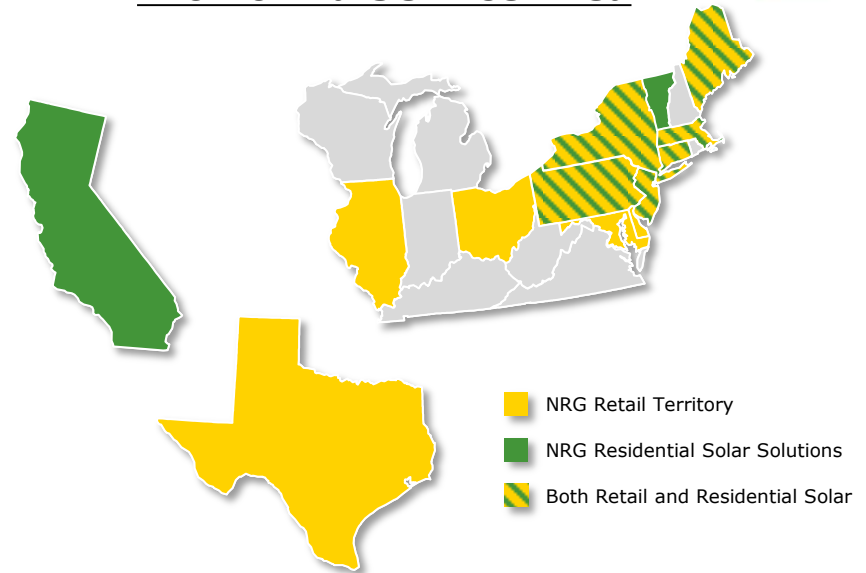 NRG Retail Territory
NRG Residential Solar Solutions
Both Retail and Residential Solar